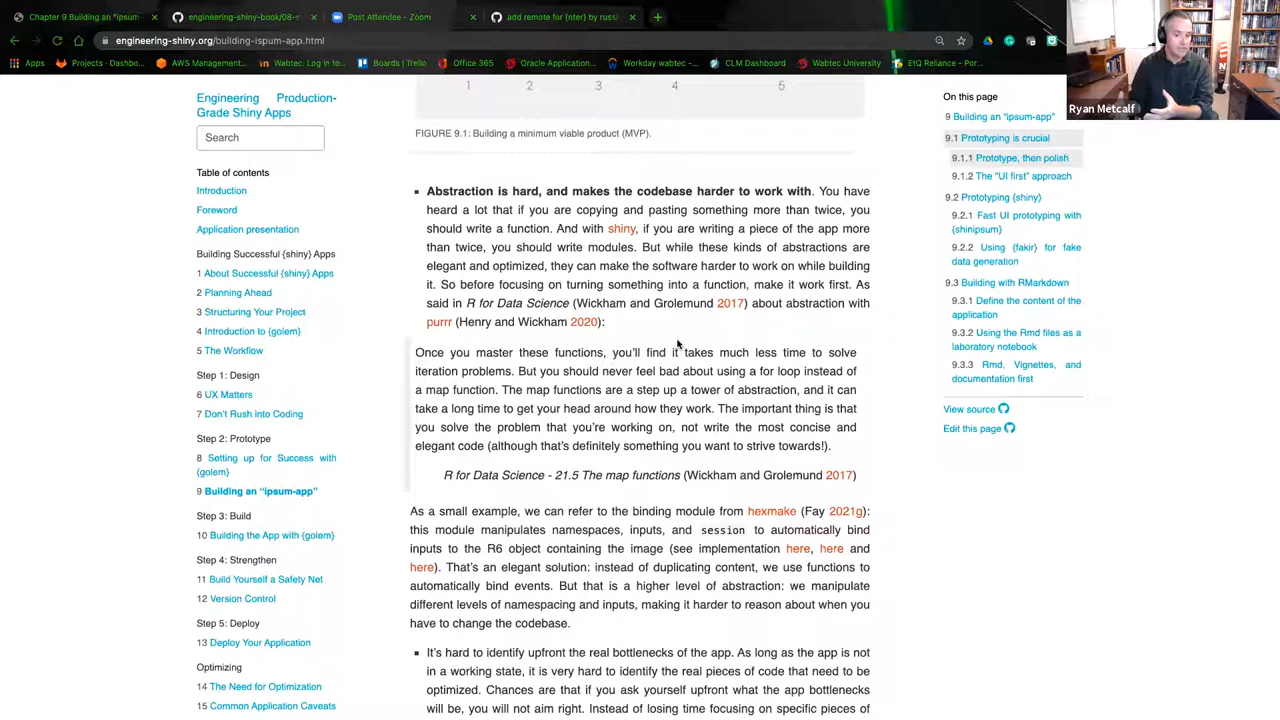 Chapter 9 Building an "ipsum-
engineering-shiny-book/08-s
Post Attendee - Zoom
add remote for {nter} by russ
engineering-shiny.org/building-ispum-app.html
Apps
Projects · Dashbo...
AWS Management...
Wabtec: Log in to...
Boards | Trello
Office 365
Oracle Application...
Workday wabtec -...
CLM Dashboard
Wabtec University
EtQ Reliance - Por...
Ryan Metcalf
Engineering Production-
Grade Shiny Apps
Search
Table of contents
Introduction
Foreword
Application presentation
Building Successful {shiny} Apps
1 About Successful {shiny} Apps
2 Planning Ahead
3 Structuring Your Project
4 Introduction to {golem}
5 The Workflow
Step 1: Design
6 UX Matters
7 Don't Rush into Coding
Step 2: Prototype
8 Setting up for Success with
{golem}
9 Building an "ipsum-app"
Step 3: Build
10 Building the App with {golem}
Step 4: Strengthen
11 Build Yourself a Safety Net
12 Version Control
Step 5: Deploy
13 Deploy Your Application
Optimizing
14 The Need for Optimization
15 Common Application Caveats
1 2 3 4 5
FIGURE 9.1: Building a minimum viable product (MVP).
Abstraction is hard, and makes the codebase harder to work with. You have
heard a lot that if you are copying and pasting something more than twice, you
should write a function. And with shiny, if you are writing a piece of the app more
than twice, you should write modules. But while these kinds of abstractions are
elegant and optimized, they can make the software harder to work on while building
it. So before focusing on turning something into a function, make it work first. As
said in R for Data Science (Wickham and Grolemund 2017) about abstraction with
purrr (Henry and Wickham 2020):
Once you master these functions, you'll find it takes much less time to solve
iteration problems. But you should never feel bad about using a for loop instead of
a map function. The map functions are a step up a tower of abstraction, and it can
take a long time to get your head around how they work. The important thing is that
you solve the problem that you're working on, not write the most concise and
elegant code (although that's definitely something you want to strive towards!).
R for Data Science - 21.5 The map functions (Wickham and Grolemund 2017)
As a small example, we can refer to the binding module from hexmake (Fay 2021g):
this module manipulates namespaces, inputs, and session to automatically bind
inputs to the R6 object containing the image (see implementation here, here and
here). That's an elegant solution: instead of duplicating content, we use functions to
automatically bind events. But that is a higher level of abstraction: we manipulate
different levels of namespacing and inputs, making it harder to reason about when you
have to change the codebase.
It's hard to identify upfront the real bottlenecks of the app. As long as the app is not
in a working state, it is very hard to identify the real pieces of code that need to be
optimized. Chances are that if you ask yourself upfront what the app bottlenecks
will be, you will not aim right. Instead of losing time focusing on specific pieces of
On this page
9 Building an "ipsum-app"
9.1 Prototyping is crucial
9.1.1 Prototype, then polish
9.1.2 The "UI first" approach
9.2 Prototyping {shiny}
9.2.1 Fast UI prototyping with
{shinipsum}
9.2.2 Using {fakir} for fake
data generation
9.3 Building with RMarkdown
9.3.1 Define the content of the
application
9.3.2 Using the Rmd files as a
laboratory notebook
9.3.3 Rmd, Vignettes, and
documentation first
View source
Edit this page